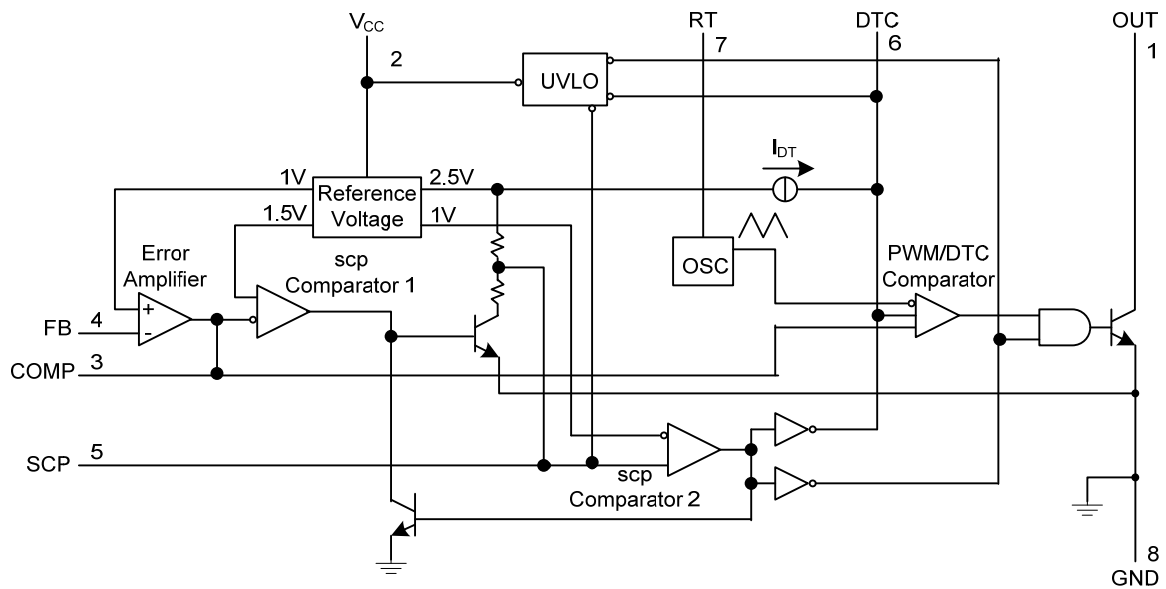 VCC
RT
DTC
OUT
2
7
6
1
UVLO
IDT
1V
2.5V
Reference
Voltage
1.5V
1V
Error
Amplifier
scp
Comparator 1
OSC
PWM/DTC
Comparator
+
-
FB
4
COMP
3
SCP
5
scp
Comparator 2
8
GND